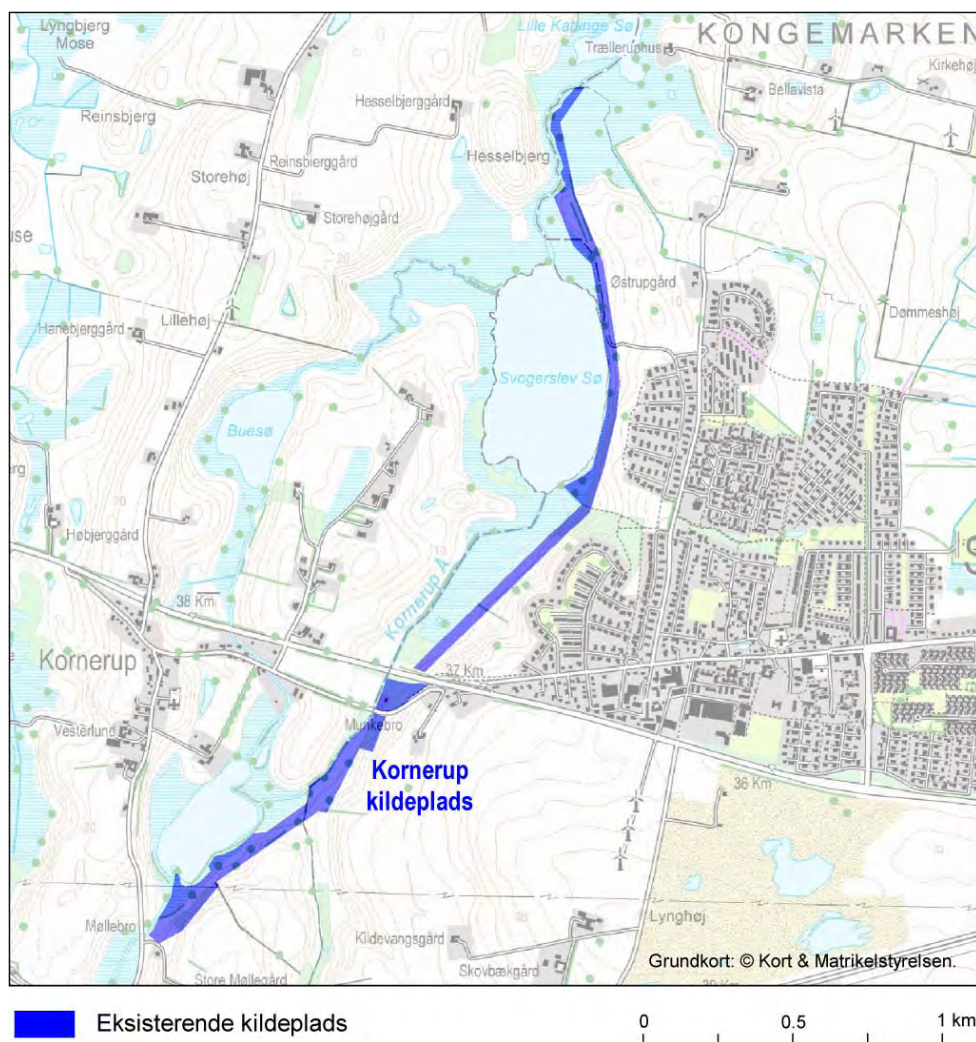 Lyngbjerg
Mose
Lille Kattinge Sø
Trælleruphus
KONGEMARKEN
Kirkehøj
Bellavista
Hesselbjerggård
Reinsbjerg
Hesselbjerg
Reinsbjerggård
Storehøj
Storehøjgård
Østrupgård
Dømmeshøj
Hanebjerggård
Lillehøj
Svogerslev Sø
Buesø
Højbjerggård
Kornerup Å
38 Km
Kornerup
37 Km
Munkebro
Vesterlund
Kornerup
kildeplads
36 Km
Møllebro
Kildevangsgård
Lynghøj
Skovbækgård
Store Møllegård
Grundkort: © Kort & Matrikelstyrelsen.
Eksisterende kildeplads
0 0.5 1 km